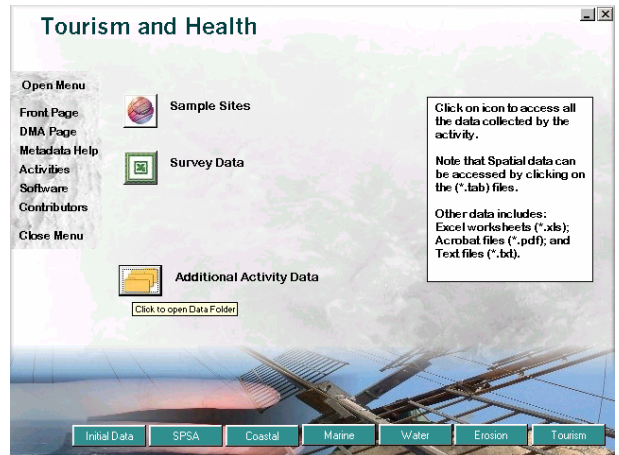 Tourism and Health
Open Menu
Front Page
DMA Page
Metadata Help
Activities
Software
Contributors
Close Menu
Sample Sites
Survey Data
Additional Activity Data
Click to open Data Folder
Click on icon to access all
the data collected by the
activity.
Note that Spatial data can
be accessed by clicking on
the (*.tab) files.
Other data includes:
Excel worksheets (*.xls);
Acrobat files (*.pdf); and
Text files (*.txt).
Initial Data
SPSA
Coastal
Marine
Water
Erosion
Tourism